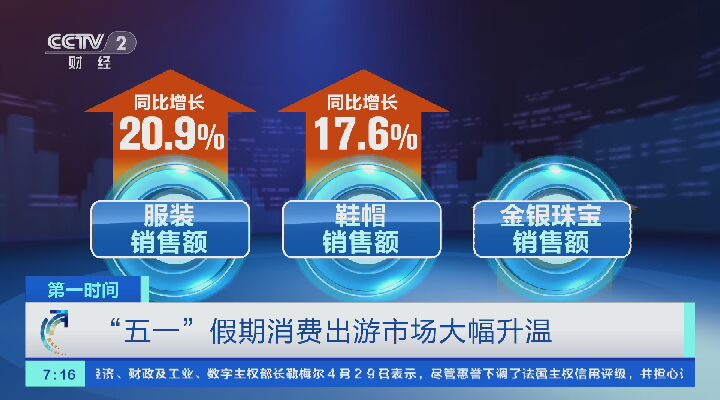 CCTV 2
财经
同比增长
20.9%
同比增长
17.6%
服装
销售额
鞋帽
销售额
金银珠宝
销售额
第一时间
“五一”假期消费出游市场大幅升温
7:16
经济、财政及工业、数字主权部长勒梅尔4月29日表示，尽管惠誉下调了法国主权信用评级，并担心